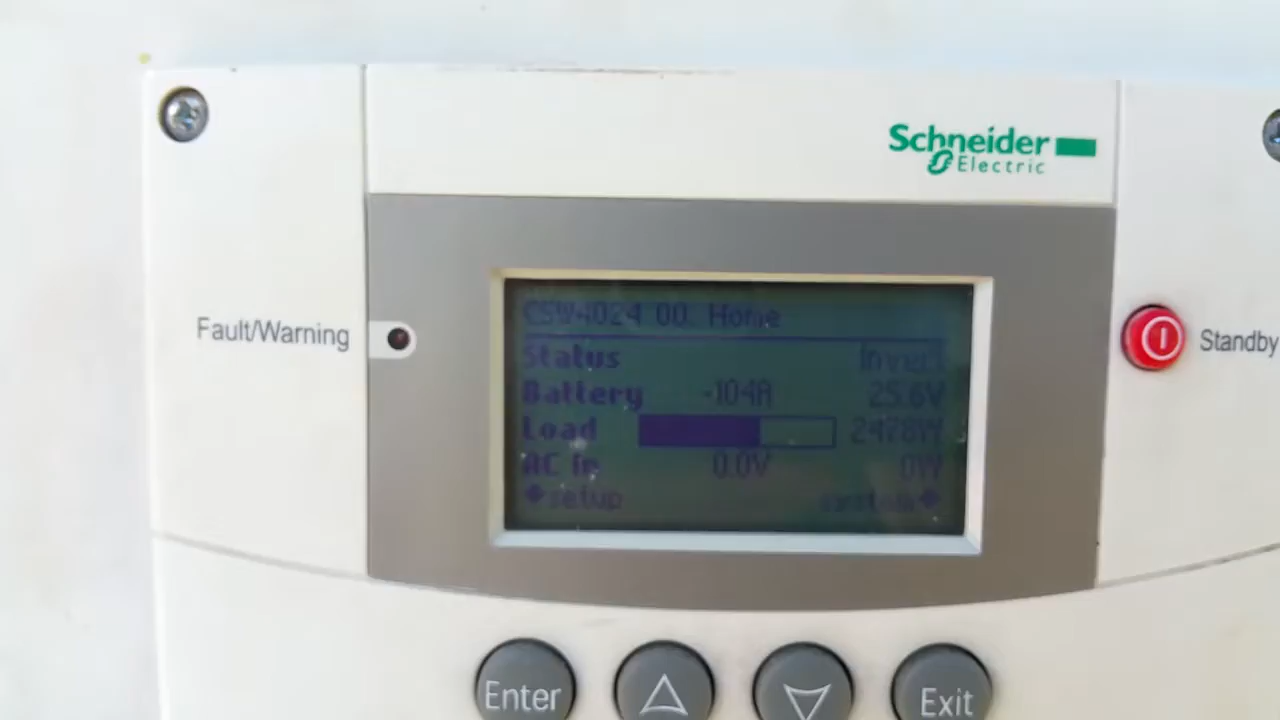 Schneider
Electric
Fault/Warning
Standby
CSW4024 00: Home
Status Invert
Battery -104A 25.6V
Load 2478W
AC In 0.0V 0W
setup
Enter
Exit